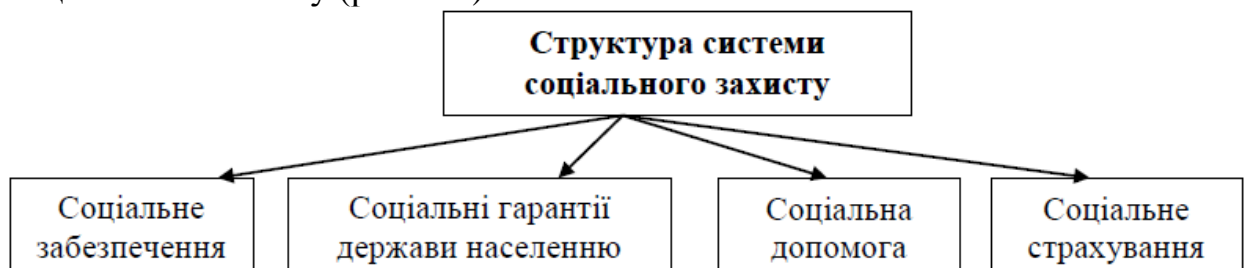 Структура системи
соціального захисту
Соціальне
забезпечення
Соціальні гарантії
держави населенню
Соціальна
допомога
Соціальне
страхування